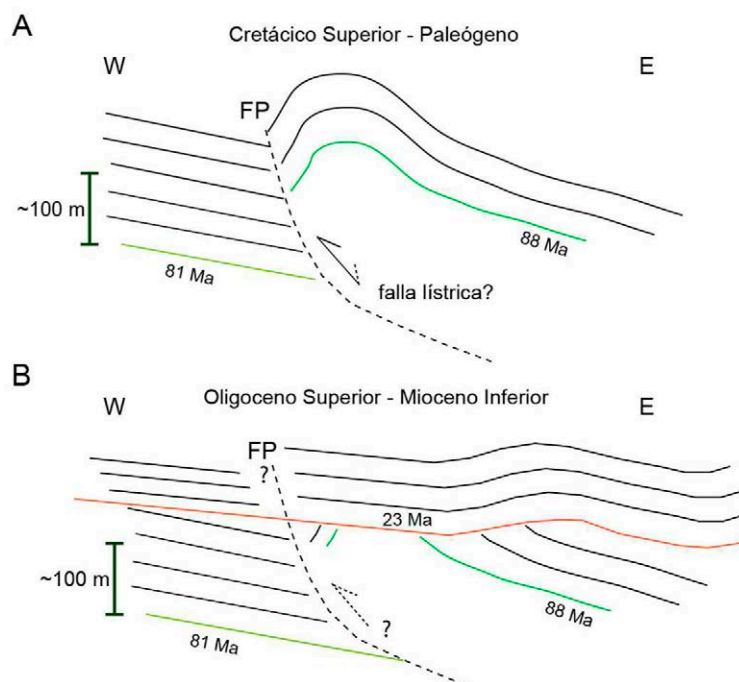 A
Cretácico Superior - Paleógeno
W
E
FP
~100 m
81 Ma
88 Ma
falla lístrica?
B
Oligoceno Superior - Mioceno Inferior
W
E
FP
?
23 Ma
~100 m
?
88 Ma
81 Ma